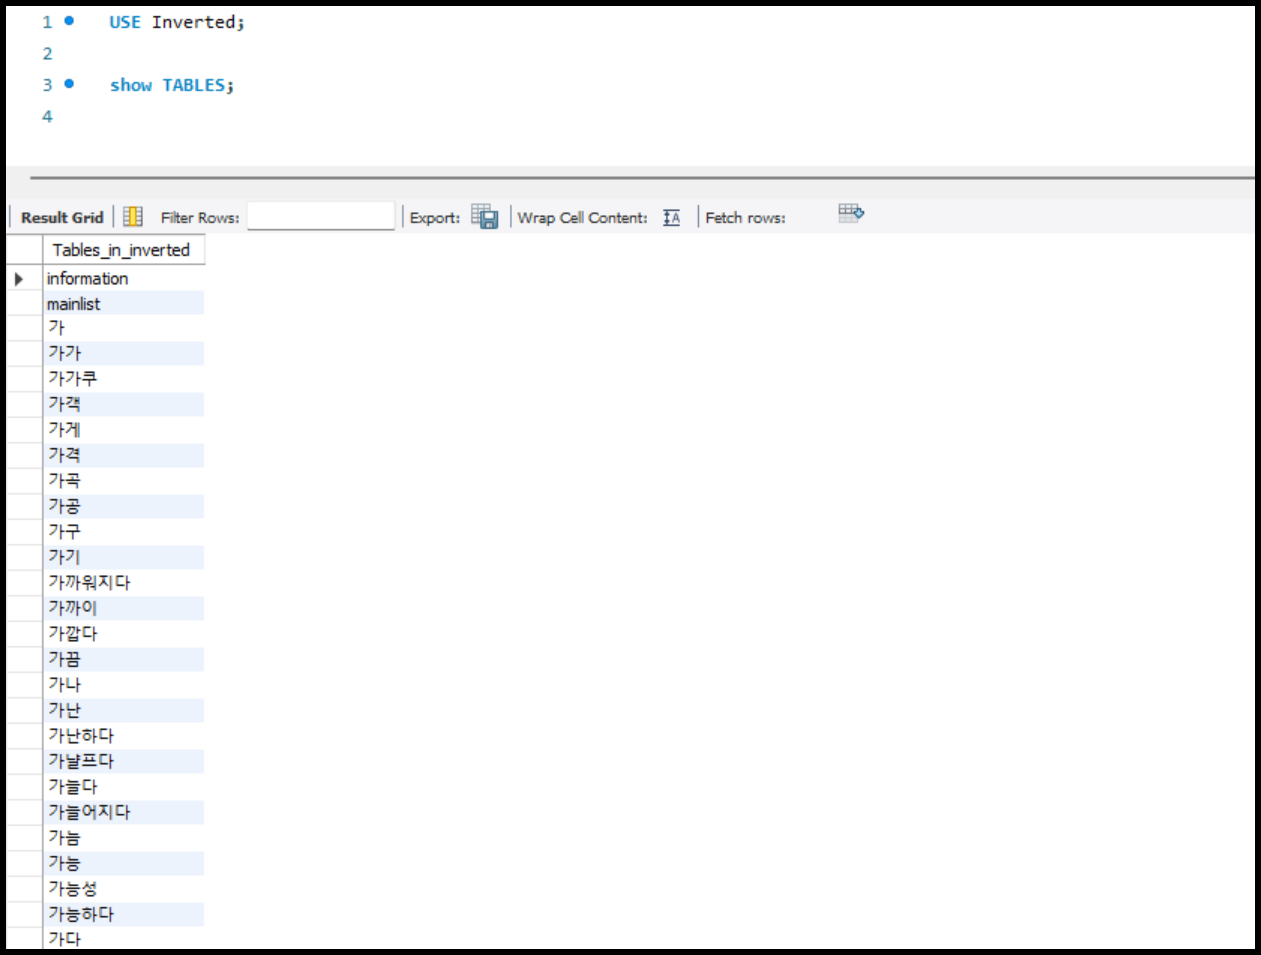 1 USE Inverted;
2
3 show TABLES;
4
Result Grid Filter Rows: Export: Wrap Cell Content: Fetch rows:
Tables_in_inverted
information
mainlist
가
가가
가가쿠
가객
가게
가격
가곡
가공
가구
가기
가까워지다
가까이
가깝다
가끔
가나
가난
가난하다
가냘프다
가늘다
가늘어지다
가늠
가능
가능성
가능하다
가다